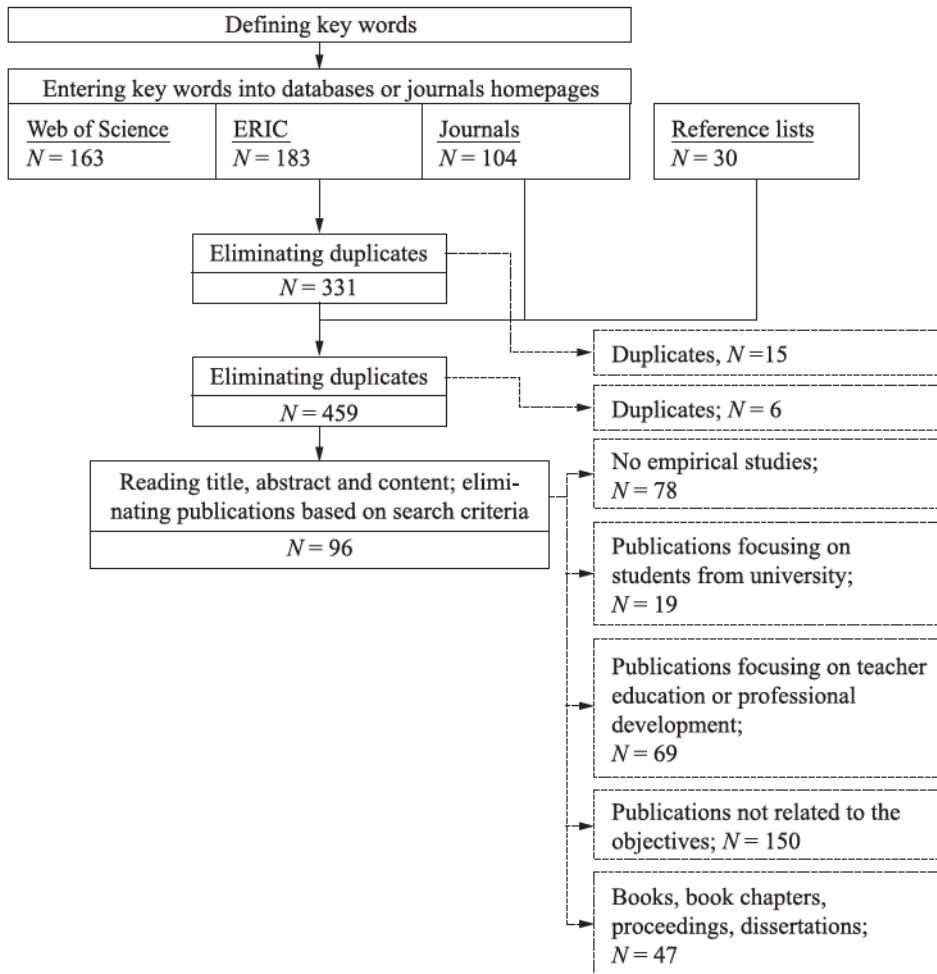 Defining key words
Entering key words into databases or journals homepages
Web of Science
N = 163
ERIC
N = 183
Journals
N = 104
Reference lists
N = 30
Eliminating duplicates
N = 331
Duplicates, N =15
Eliminating duplicates
N = 459
Duplicates; N = 6
Reading title, abstract and content; elimi-
nating publications based on search criteria
N = 96
No empirical studies;
N = 78
Publications focusing on
students from university;
N = 19
Publications focusing on teacher
education or professional
development;
N = 69
Publications not related to the
objectives; N = 150
Books, book chapters,
proceedings, dissertations;
N = 47